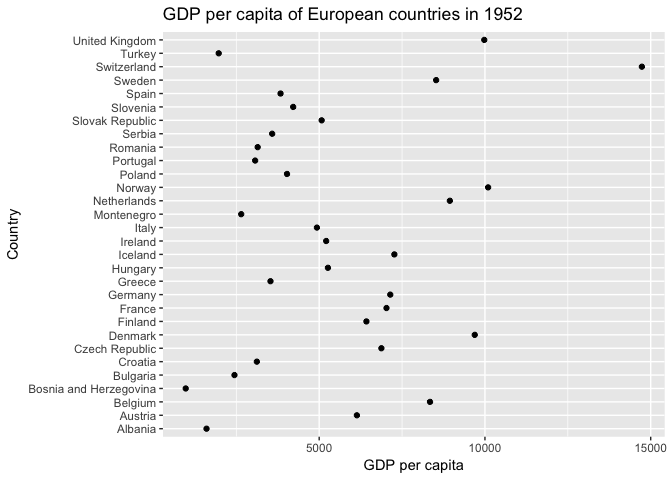 GDP per capita of European countries in 1952
Country
United Kingdom
Turkey
Switzerland
Sweden
Spain
Slovenia
Slovak Republic
Serbia
Romania
Portugal
Poland
Norway
Netherlands
Montenegro
Italy
Ireland
Iceland
Hungary
Greece
Germany
France
Finland
Denmark
Czech Republic
Croatia
Bulgaria
Bosnia and Herzegovina
Belgium
Austria
Albania
5000 10000 15000
GDP per capita